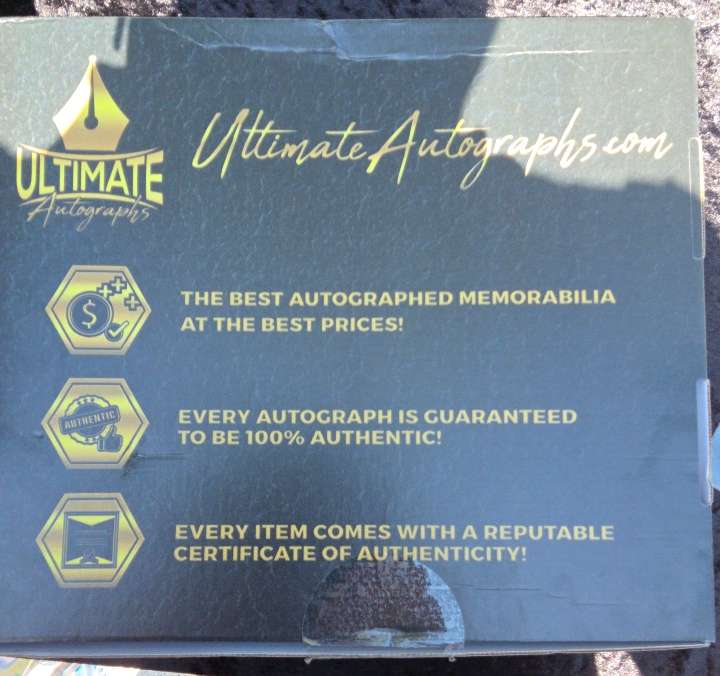 ULTIMATE
Autographs
UltimateAutographs.com
$
THE BEST AUTOGRAPHED MEMORABILIA
AT THE BEST PRICES!
AUTHENTIC
EVERY AUTOGRAPH IS GUARANTEED
TO BE 100% AUTHENTIC!
EVERY ITEM COMES WITH A REPUTABLE
CERTIFICATE OF AUTHENTICITY!